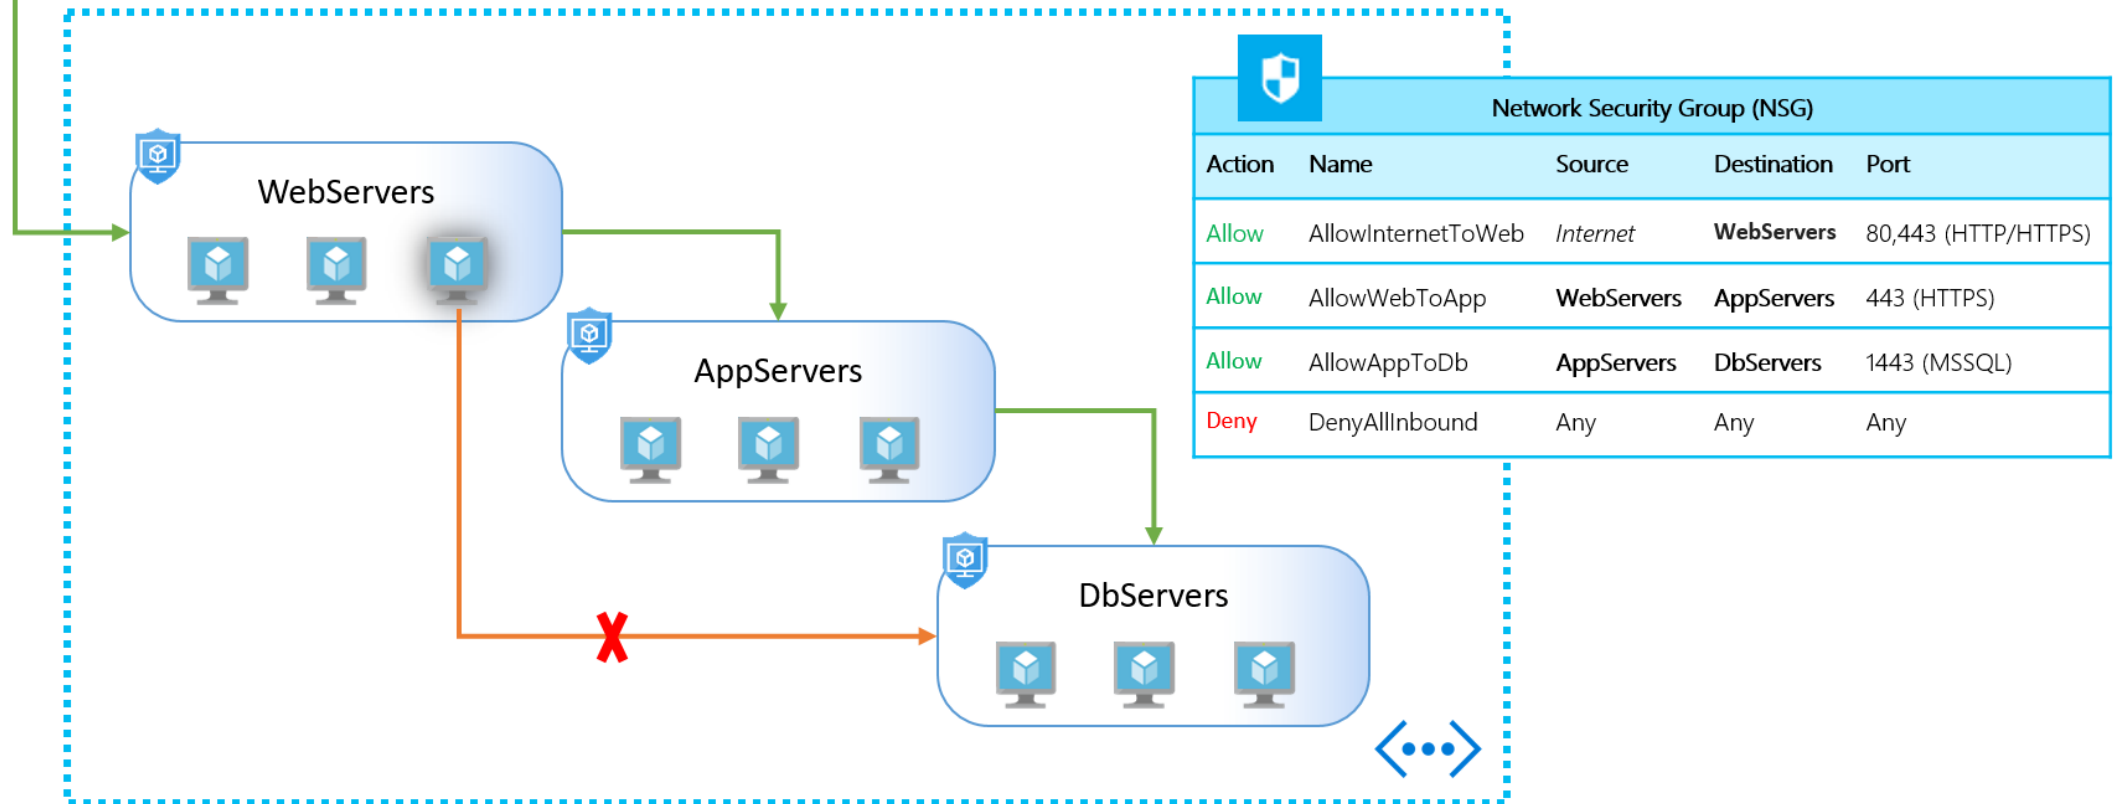 Network Security Group (NSG)
Action Name Source Destination Port
WebServers
Allow AllowInternetToWeb Internet WebServers 80,443 (HTTP/HTTPS)
Allow AllowWebToApp WebServers AppServers 443 (HTTPS)
AppServers
Allow AllowAppToDb AppServers DbServers 1443 (MSSQL)
Deny DenyAllInbound Any Any Any
DbServers